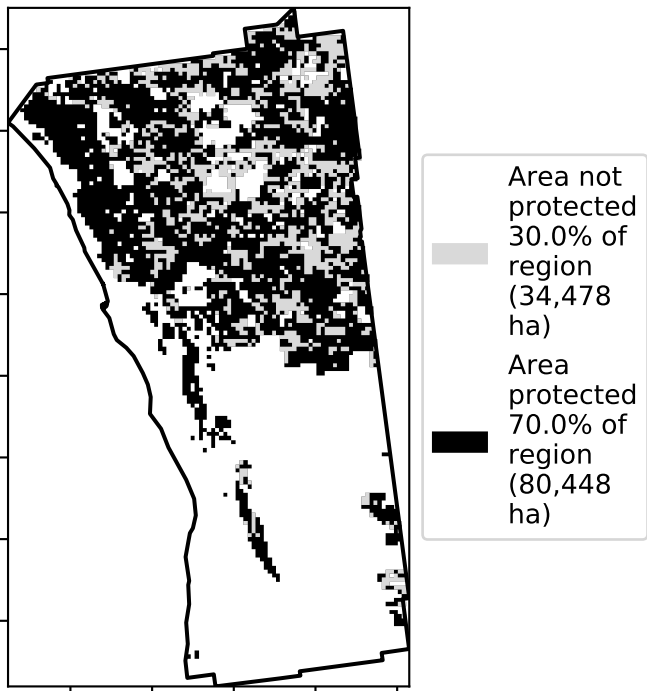 Area not
protected
30.0% of
region
(34,478
ha)
Area
protected
70.0% of
region
(80,448
ha)